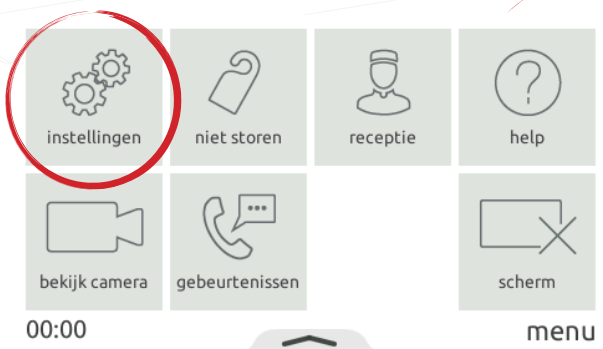 instellingen
niet storen
receptie
help
bekijk camera
gebeurtenissen
scherm
00:00
menu